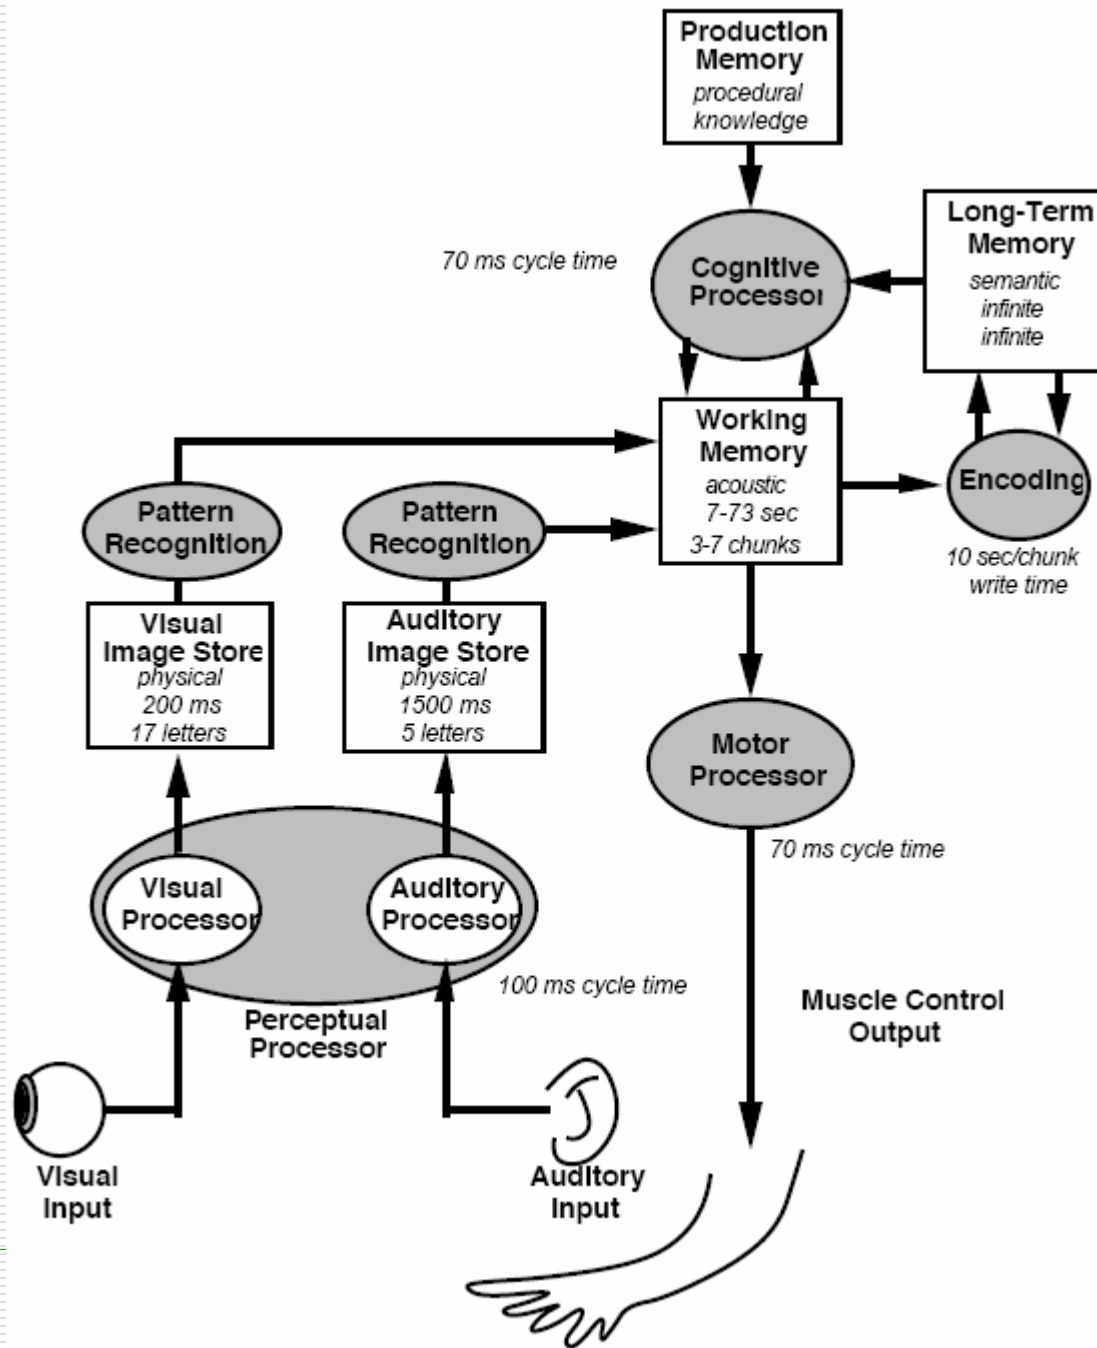 Production
Memory
procedural
knowledge
Long-Term
Memory
semantic
infinite
infinite
70 ms cycle time
Cognitive
Processor
Working
Memory
acoustic
7-73 sec
3-7 chunks
Encoding
10 sec/chunk
write time
Pattern
Recognition
Pattern
Recognition
Visual
Image Store
physical
200 ms
17 letters
Auditory
Image Store
physical
1500 ms
5 letters
Motor
Processor
70 ms cycle time
Visual
Processor
Auditory
Processor
100 ms cycle time
Perceptual
Processor
Muscle Control
Output
Visual
Input
Auditory
Input